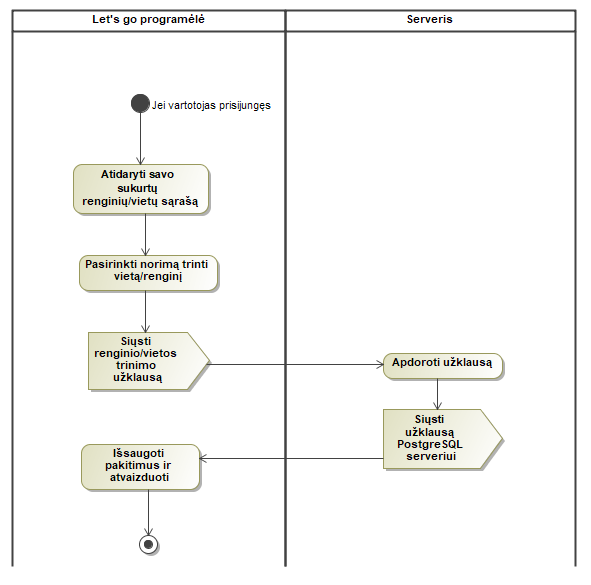 Let's go programėlė
Serveris
Jei vartotojas prisijungęs
Atidaryti savo
sukurtų
renginių/vietų sąrašą
Pasirinkti norimą trinti
vietą/renginį
Siųsti
renginio/vietos
trinimo
užklausą
Apdoroti užklausą
Siųsti
užklausą
PostgreSQL
serveriui
Išsaugoti
pakitimus ir
atvaizduoti